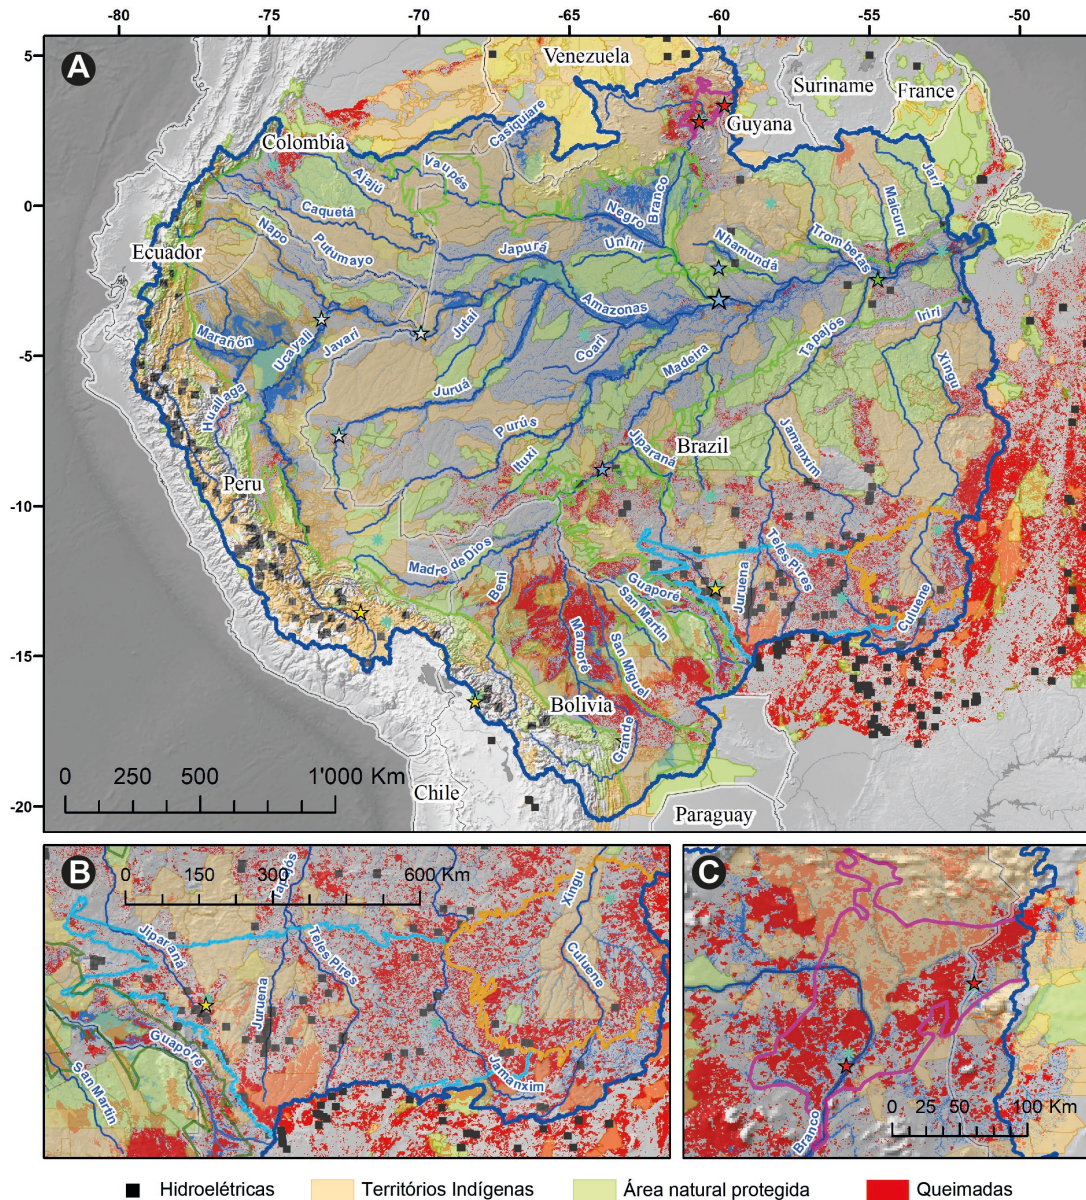 -80 -75 -70 -65 -60 -55 -50
A
5
Venezuela
Suriname
France
Guyana
Casiquiare
Colombia
Vaupés
Ajajú
Jarí
Branco
Maicuru
0
Caquetá
Negro
Napo
Putumayo
Unini
Trombetas
Ecuador
Japurá
Nhamundá
Amazonas
Iriri
Marañón
Ucayali
Javari
Jutaí
Coari
Tapajós
-5
Madeira
Xingu
Huallaga
Juruá
Purús
Jiparaná
Jamanxim
Brazil
Ituxi
Peru
-10
Madre de Dios
Teles Pires
Beni
Guaporé
Juruena
San Martin
Culuene
Mamoré
San Miguel
-15
Bolivia
Grande
0 250 500 1'000 Km
Chile
-20
Paraguay
B
0 150 300 600 Km
Tapajós
Xingu
Jiparaná
Teles Pires
Culuene
Juruena
Guaporé
San Martin
Jamanxim
C
0 25 50 100 Km
Branco
Hidroelétricas Territórios Indígenas Área natural protegida Queimadas